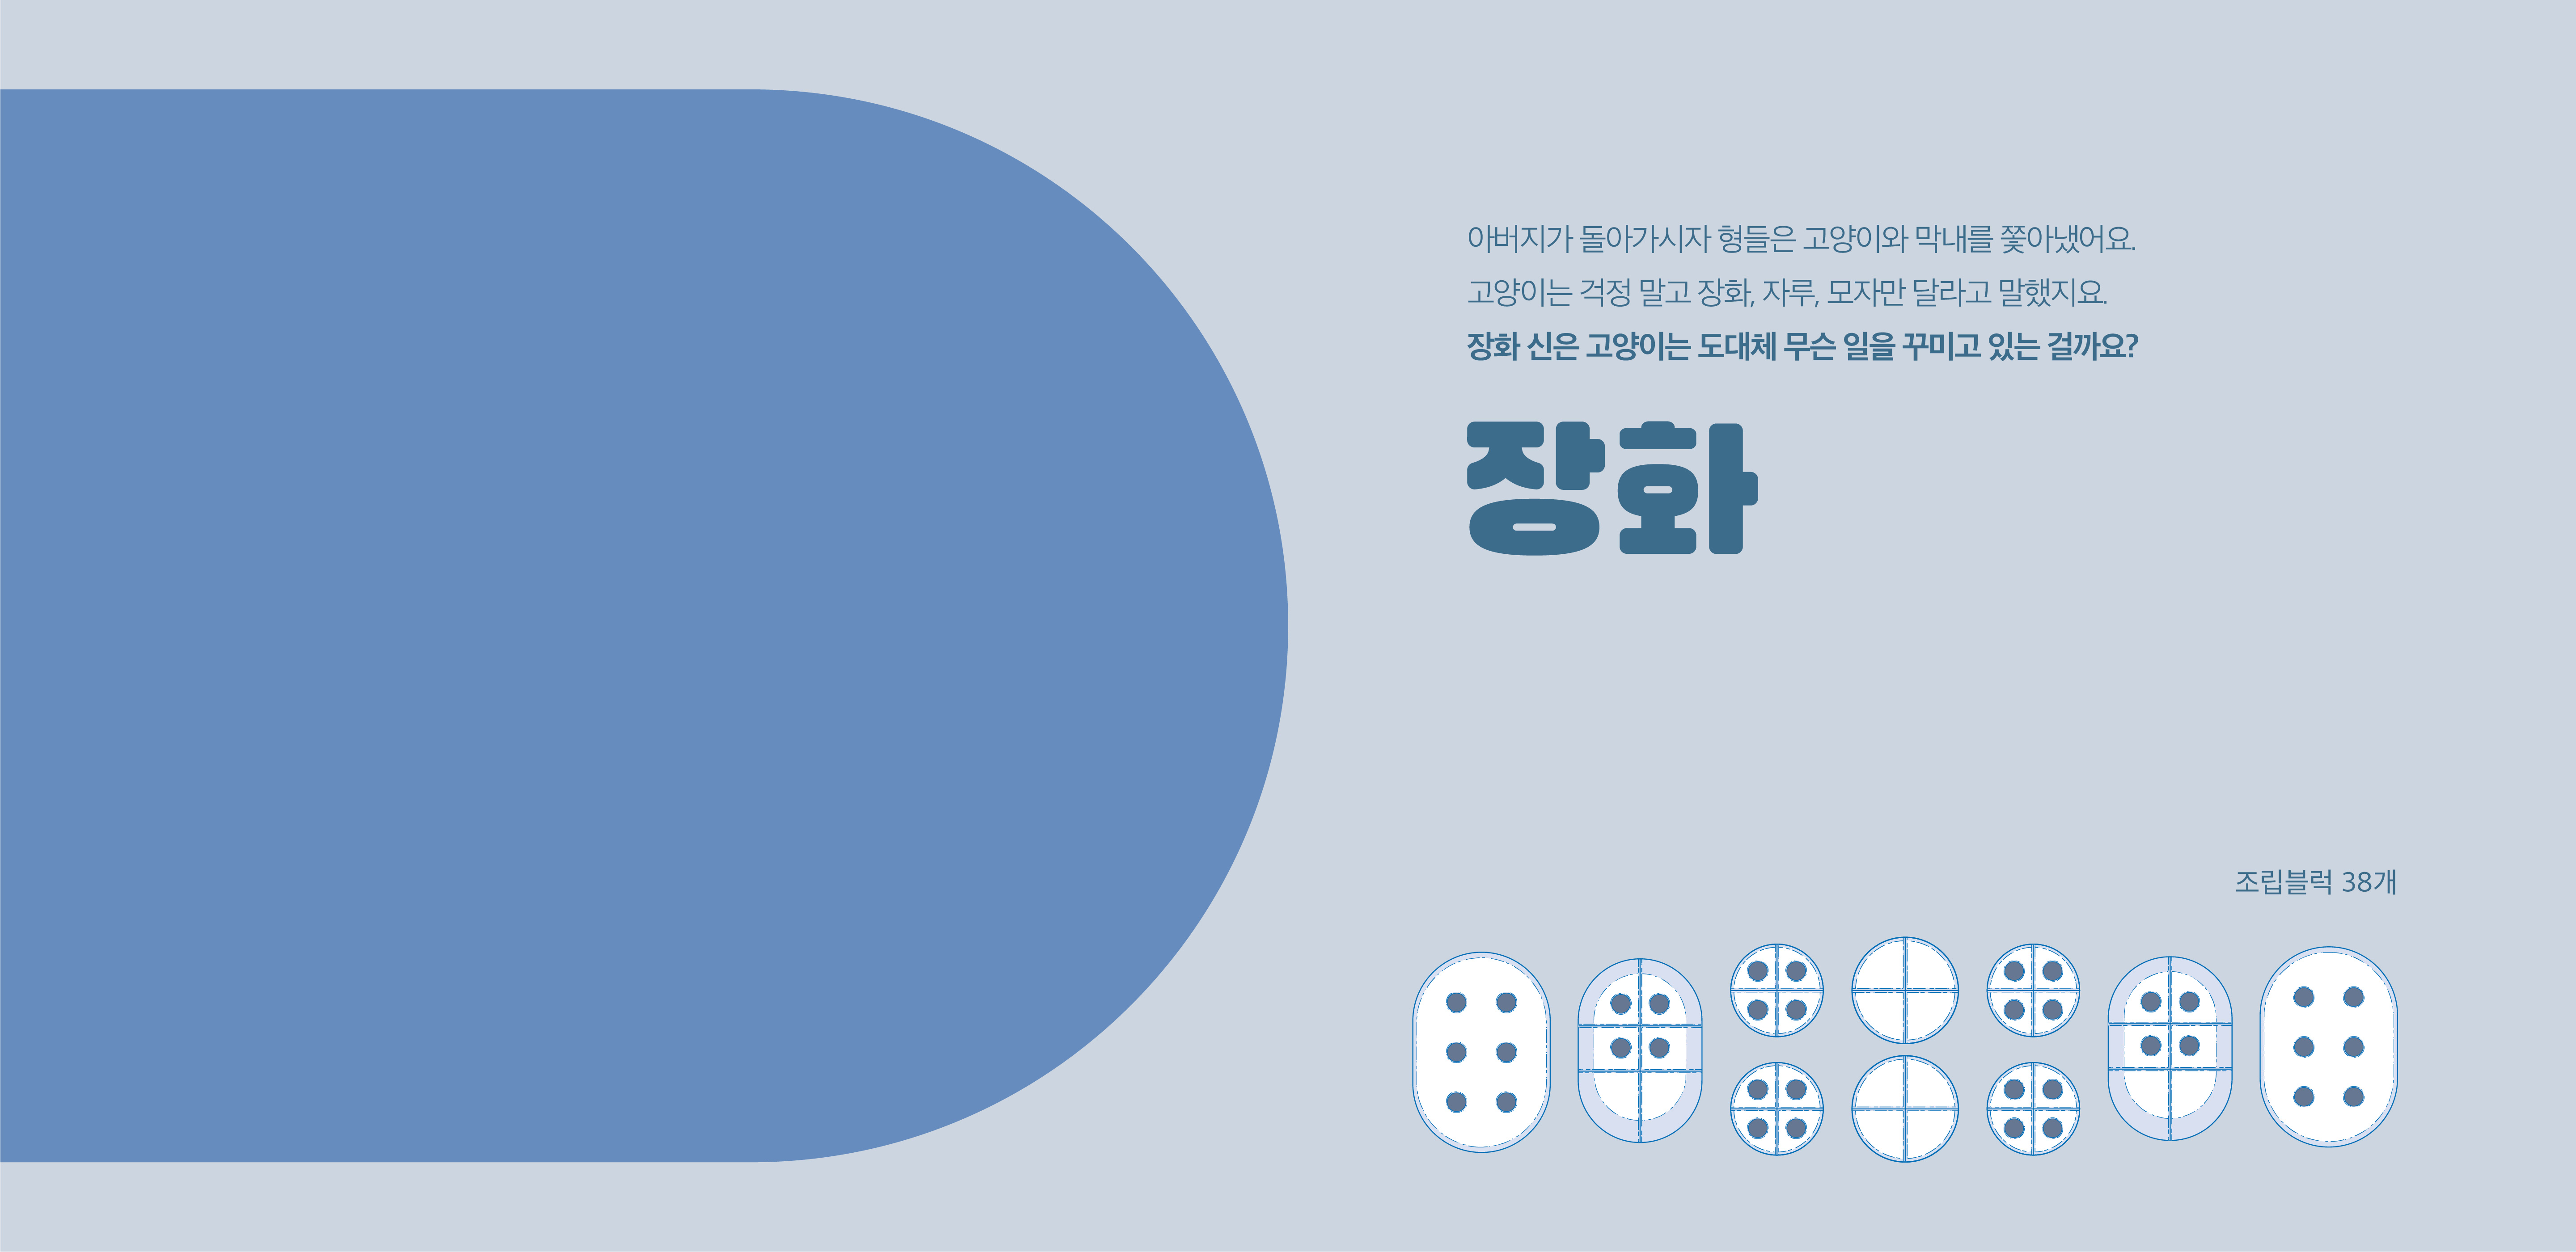 아버지가 돌아가시자 형들은 고양이와 막내를 쫓아냈어요.
고양이는 걱정 말고 장화, 자루, 모자만 달라고 말했지요.
장화 신은 고양이는 도대체 무슨 일을 꾸미고 있는 걸까요?
장화
조립블럭 38개